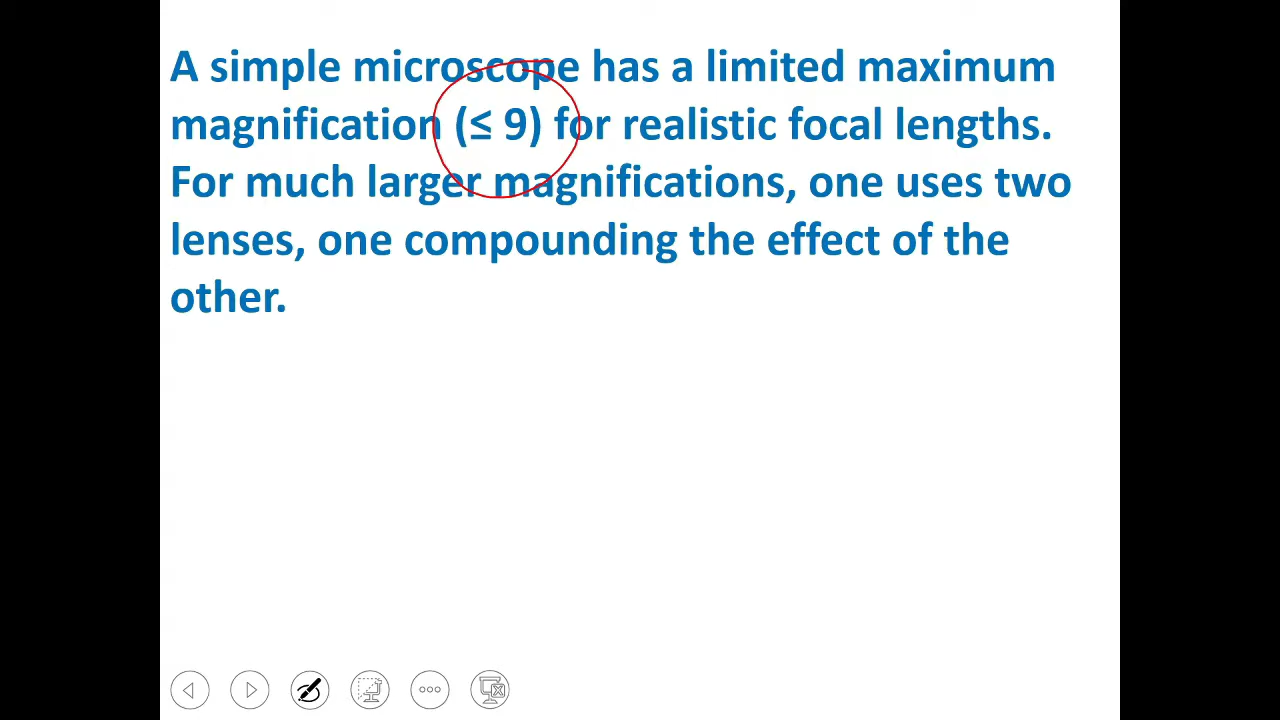 A simple microscope has a limited maximum
magnification (≤ 9) for realistic focal lengths.
For much larger magnifications, one uses two
lenses, one compounding the effect of the
other.